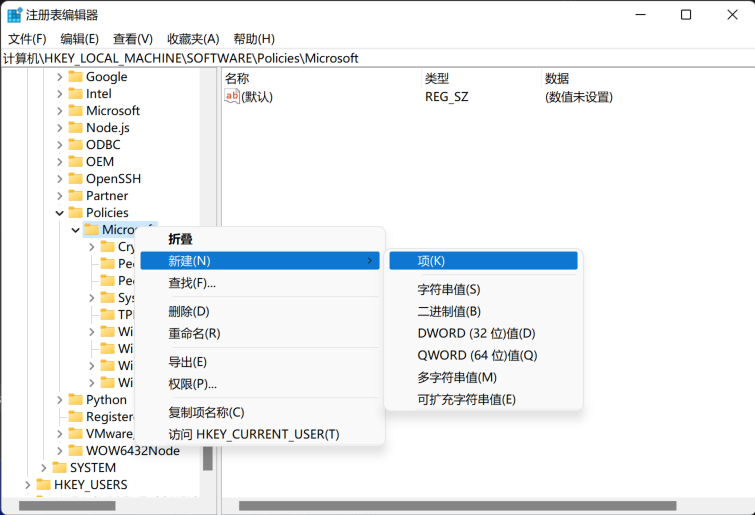 注册表编辑器
文件(F) 编辑(E) 查看(V) 收藏夹(A) 帮助(H)
计算机\HKEY_LOCAL_MACHINE\SOFTWARE\Policies\Microsoft
Google
Intel
Microsoft
Node.js
ODBC
OEM
OpenSSH
Partner
Policies
Cry
Pee
Pee
Sys
TPI
Wi
Wi
Wi
Wi
Python
Register
VMware,
WOW6432Node
SYSTEM
HKEY_USERS
名称 类型 数据
ab (默认) REG_SZ (数值未设置)
折叠
新建(N)
查找(F)...
删除(D)
重命名(R)
导出(E)
权限(P)...
复制项名称(C)
访问 HKEY_CURRENT_USER(T)
项(K)
字符串值(S)
二进制值(B)
DWORD (32 位)值(D)
QWORD (64 位)值(Q)
多字符串值(M)
可扩充字符串值(E)